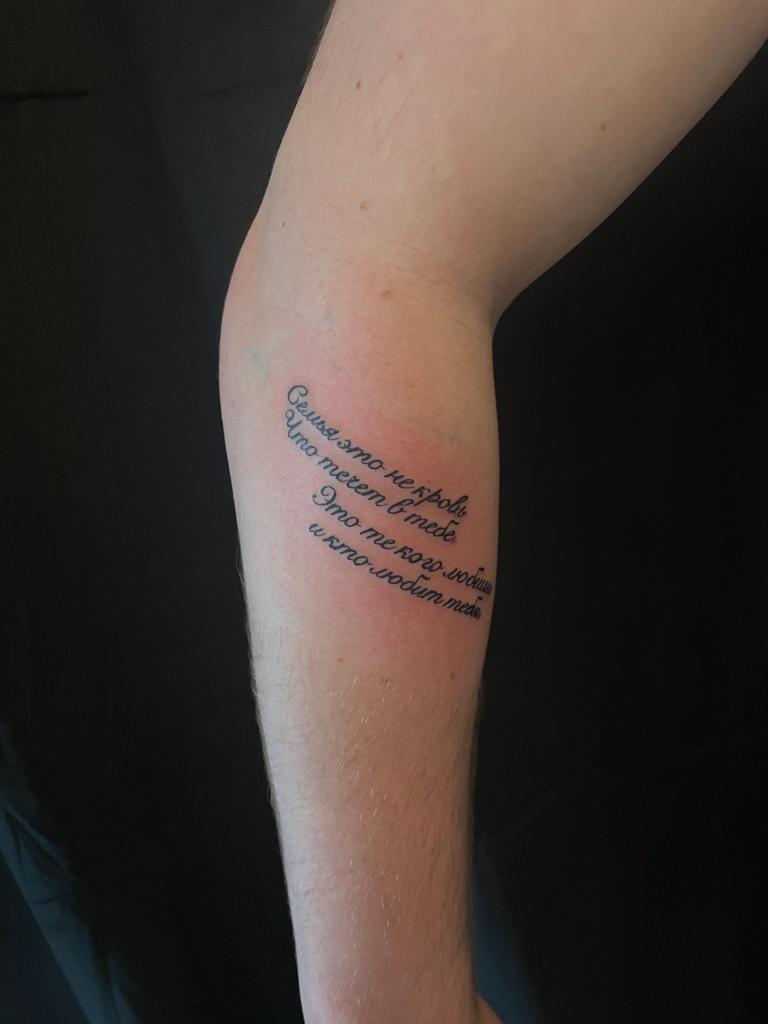 Семья это не кровь
Что течет в тебе.
Это те кого любишь
и кто любит тебя.